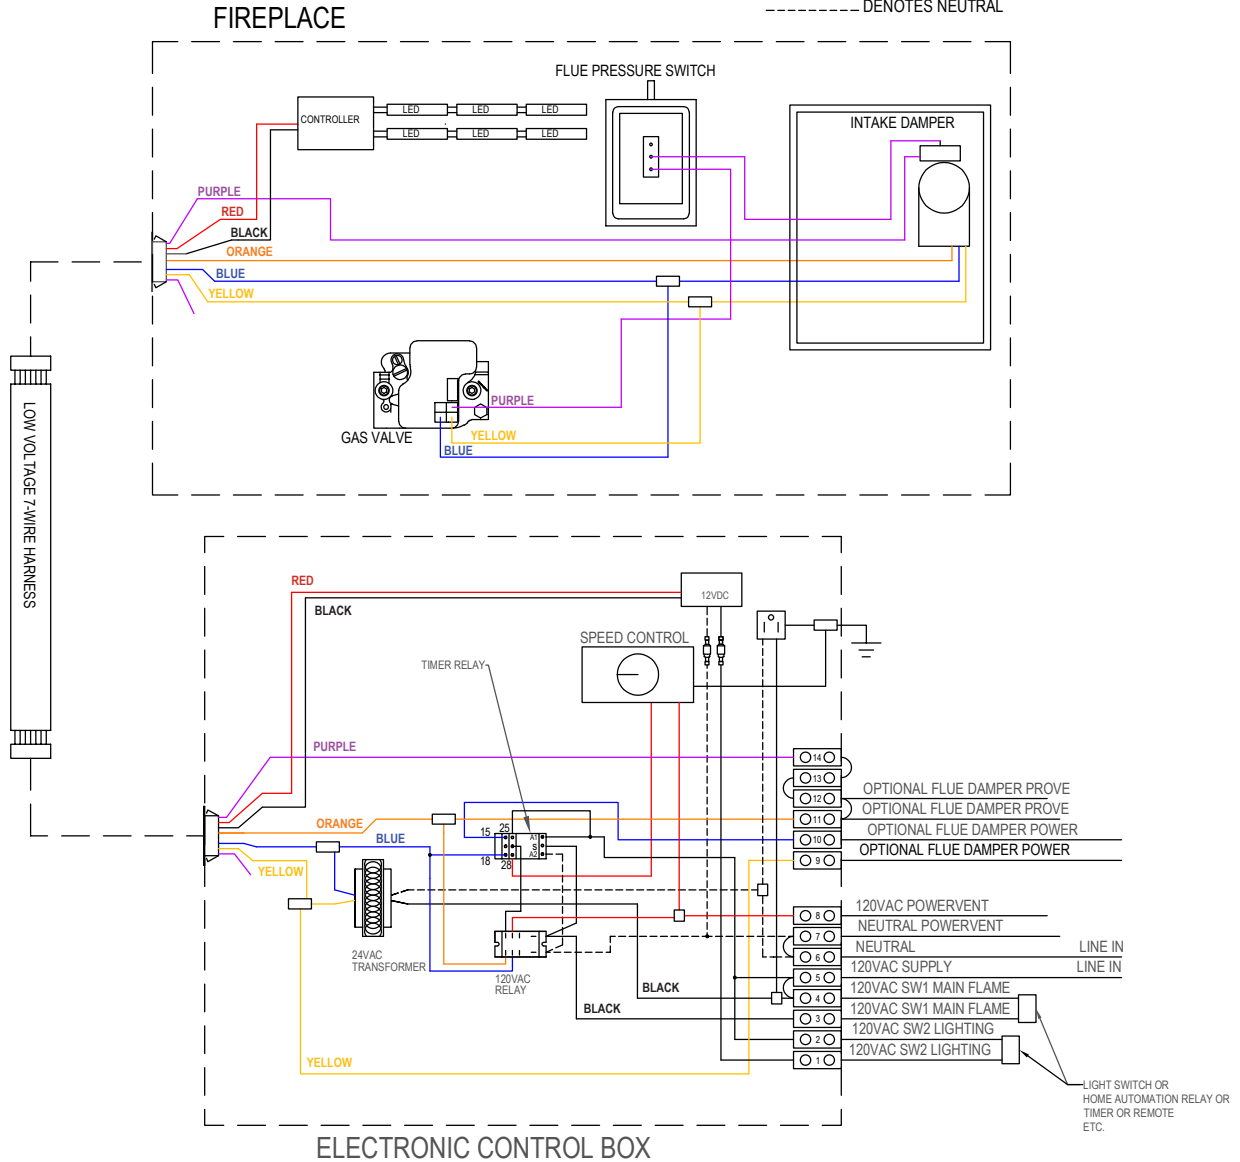 DENOTES NEUTRAL
FIREPLACE
FLUE PRESSURE SWITCH
CONTROLLER
LED LED LED
LED LED LED
INTAKE DAMPER
PURPLE
RED
BLACK
ORANGE
BLUE
YELLOW
LOW VOLTAGE 7-WIRE HARNESS
PURPLE
GAS VALVE
YELLOW
BLUE
RED
BLACK
12VDC
SPEED CONTROL
TIMER RELAY
PURPLE
14
13
OPTIONAL FLUE DAMPER PROVE
12
OPTIONAL FLUE DAMPER PROVE
11
ORANGE
15 25
A1
S
A2
18 28
BLUE
OPTIONAL FLUE DAMPER POWER
10
OPTIONAL FLUE DAMPER POWER
9
YELLOW
120VAC POWERVENT
8
NEUTRAL POWERVENT
7
NEUTRAL LINE IN
6
24VAC
TRANSFORMER
120VAC
RELAY
120VAC SUPPLY LINE IN
5
BLACK
120VAC SW1 MAIN FLAME
4
BLACK
120VAC SW1 MAIN FLAME
3
120VAC SW2 LIGHTING
2
120VAC SW2 LIGHTING
1
YELLOW
LIGHT SWITCH OR
HOME AUTOMATION RELAY OR
TIMER OR REMOTE
ETC.
ELECTRONIC CONTROL BOX